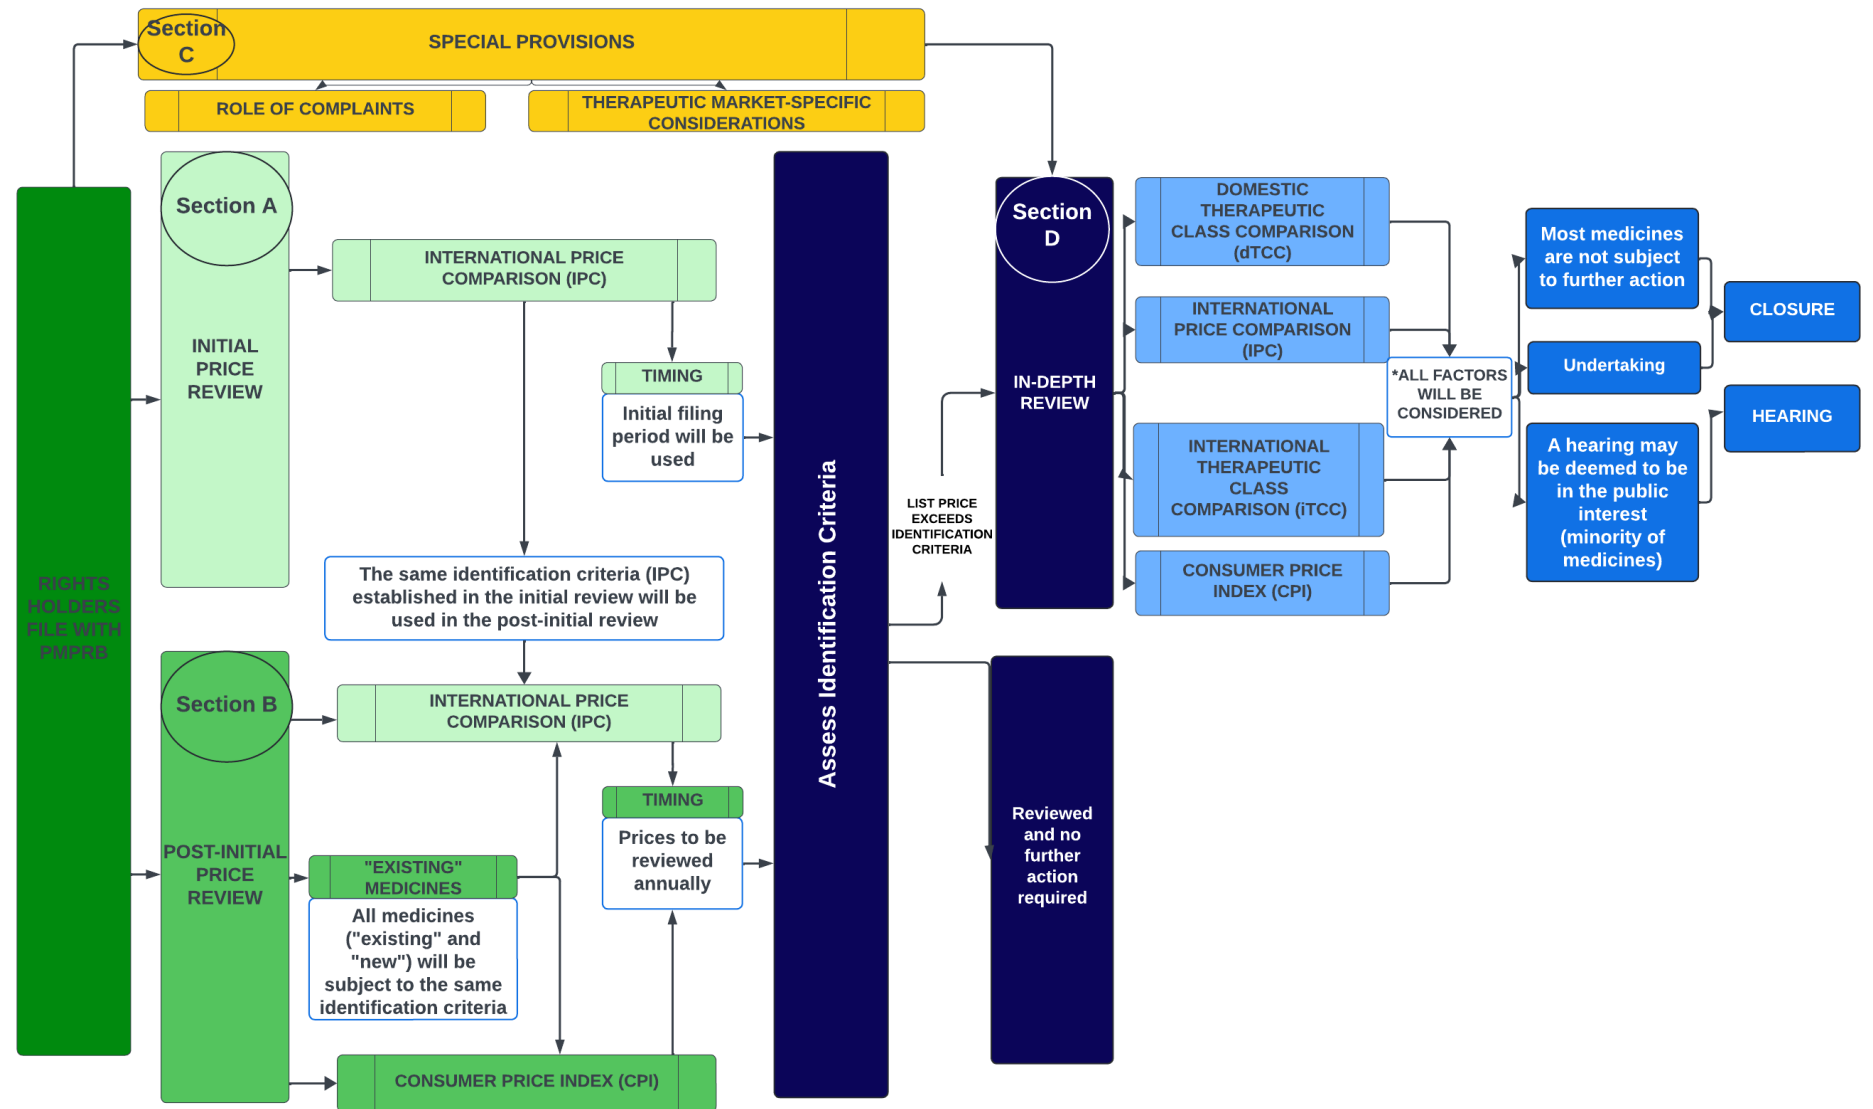 Section
C
SPECIAL PROVISIONS
ROLE OF COMPLAINTS
THERAPEUTIC MARKET-SPECIFIC
CONSIDERATIONS
RIGHTS
HOLDERS
FILE WITH
PMPRB
Section A
INITIAL
PRICE
REVIEW
INTERNATIONAL PRICE
COMPARISON (IPC)
TIMING
Initial filing
period will be
used
The same identification criteria (IPC)
established in the initial review will be
used in the post-initial review
Section B
POST-INITIAL
PRICE
REVIEW
INTERNATIONAL PRICE
COMPARISON (IPC)
TIMING
Prices to be
reviewed
annually
"EXISTING"
MEDICINES
All medicines
("existing" and
"new") will be
subject to the same
identification criteria
CONSUMER PRICE INDEX (CPI)
Assess Identification Criteria
LIST PRICE
EXCEEDS
IDENTIFICATION
CRITERIA
Section
D
IN-DEPTH
REVIEW
Reviewed
and no
further
action
required
DOMESTIC
THERAPEUTIC
CLASS COMPARISON
(dTCC)
INTERNATIONAL
PRICE COMPARISON
(IPC)
INTERNATIONAL
THERAPEUTIC
CLASS
COMPARISON (iTCC)
CONSUMER PRICE
INDEX (CPI)
*ALL FACTORS
WILL BE
CONSIDERED
Most medicines
are not subject
to further action
Undertaking
A hearing may
be deemed to be
in the public
interest
(minority of
medicines)
CLOSURE
HEARING